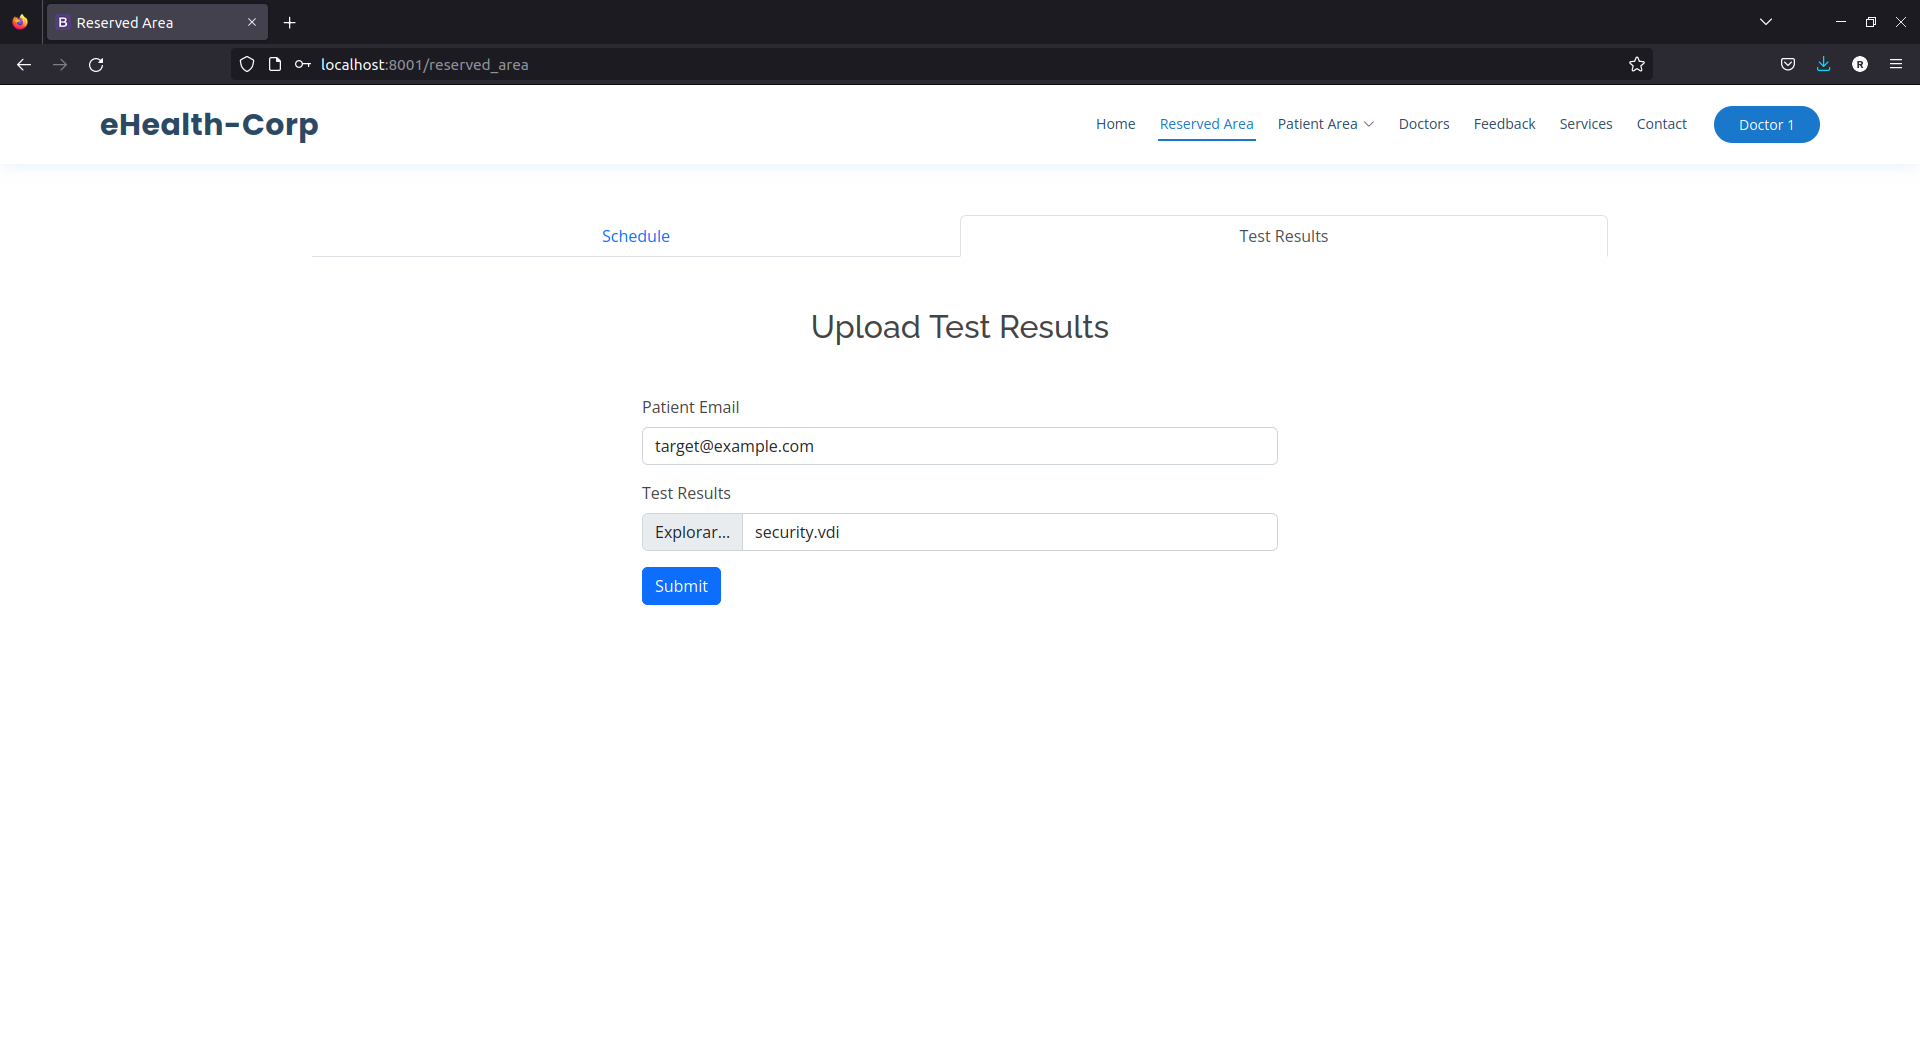 Reserved Area
localhost:8001/reserved_area
R
eHealth-Corp
Home Reserved Area Patient Area Doctors Feedback Services Contact Doctor 1
Schedule Test Results
Upload Test Results
Patient Email
target@example.com
Test Results
Explorar... security.vdi
Submit